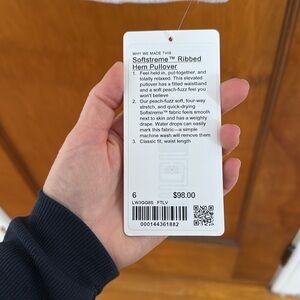 WHY WE MADE THIS
Softstreme™ Ribbed
Hem Pullover
1. Feel held in, put-together, and
totally relaxed. This elevated
pullover has a fitted waistband
and a soft peach-fuzz feel you
won't believe
2. Our peach-fuzz soft, four-way
stretch, and quick-drying
Softstreme™ fabric feels smooth
next to skin and has a weighty
drape. Water drops can easily
mark this fabric—a simple
machine wash will remove them
3. Classic fit, waist length
6 $98.00
LW3GG8S FTLV
000144361882